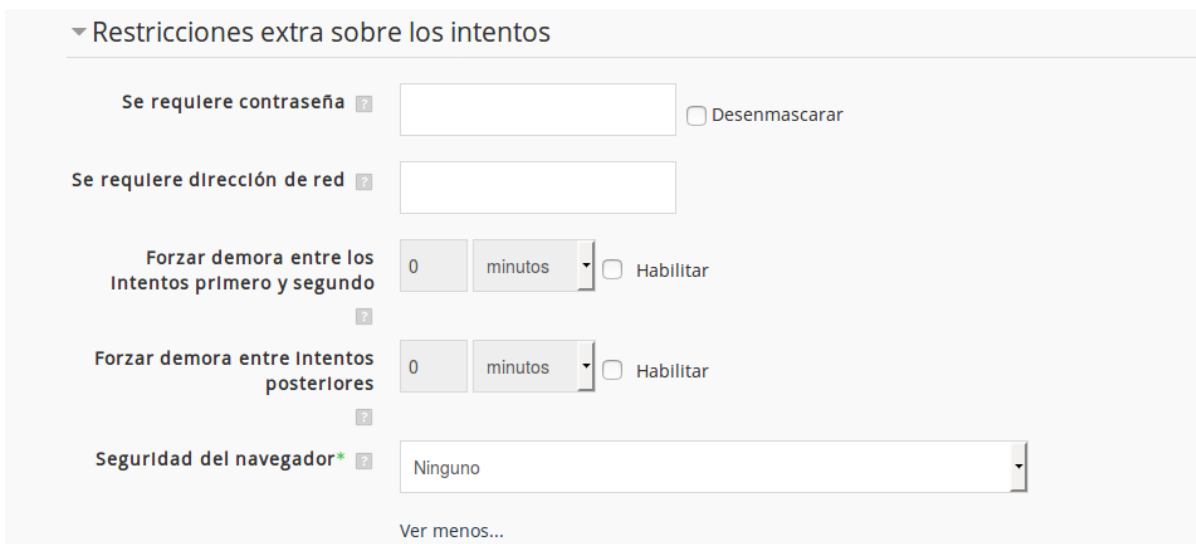 Restricciones extra sobre los intentos
Se requiere contraseña ?
Desenmascarar
Se requiere dirección de red ?
Forzar demora entre los
intentos primero y segundo
?
0 minutos Habilitar
Forzar demora entre intentos
posteriores
?
0 minutos Habilitar
Seguridad del navegador* ?
Ninguno
Ver menos...